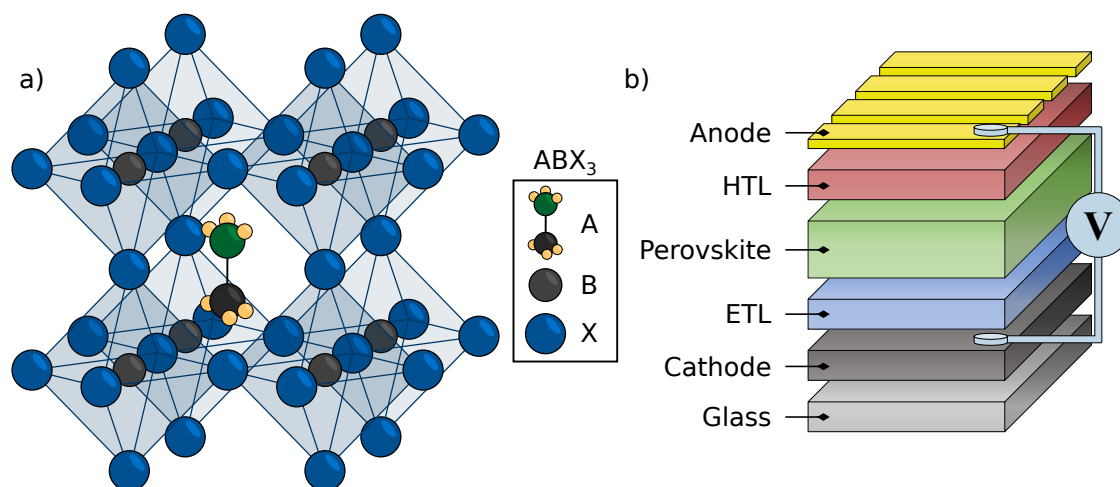 a)
ABX₃
A
B
X
b)
Anode
HTL
Perovskite
ETL
Cathode
Glass
V